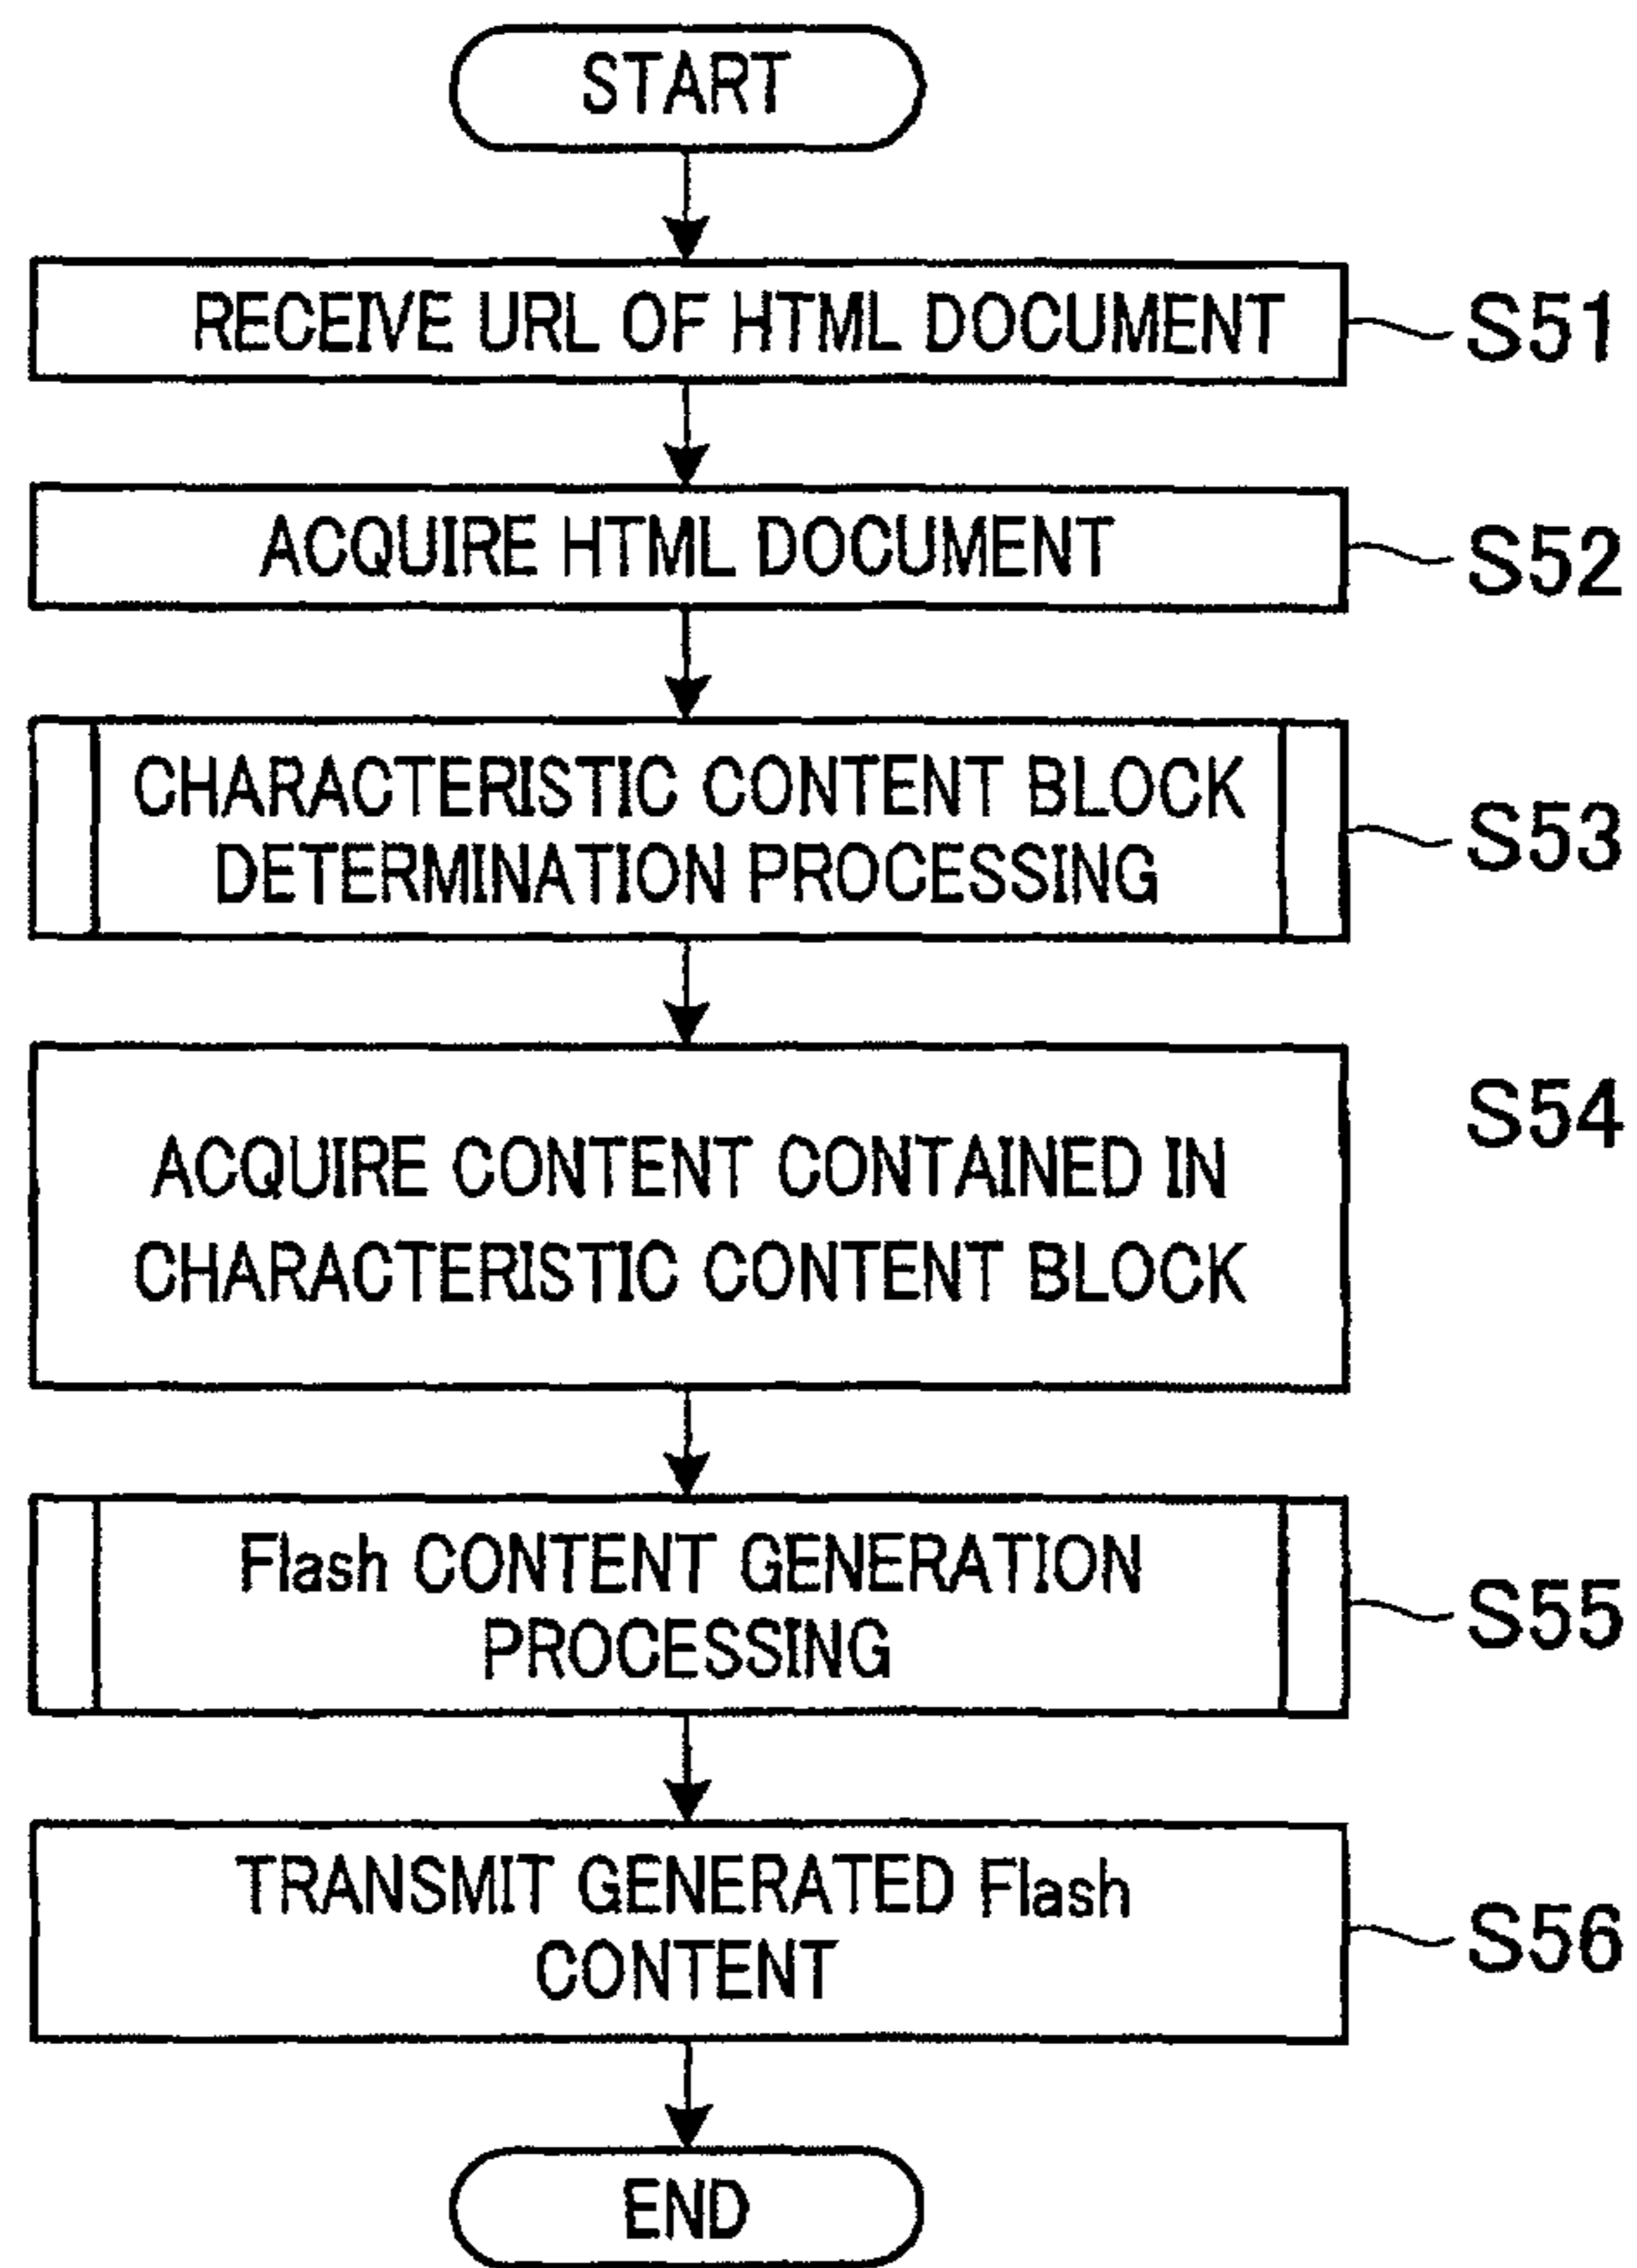 START
RECEIVE URL OF HTML DOCUMENT
S51
ACQUIRE HTML DOCUMENT
S52
CHARACTERISTIC CONTENT BLOCK
DETERMINATION PROCESSING
S53
ACQUIRE CONTENT CONTAINED IN
CHARACTERISTIC CONTENT BLOCK
S54
Flash CONTENT GENERATION
PROCESSING
S55
TRANSMIT GENERATED Flash
CONTENT
S56
END